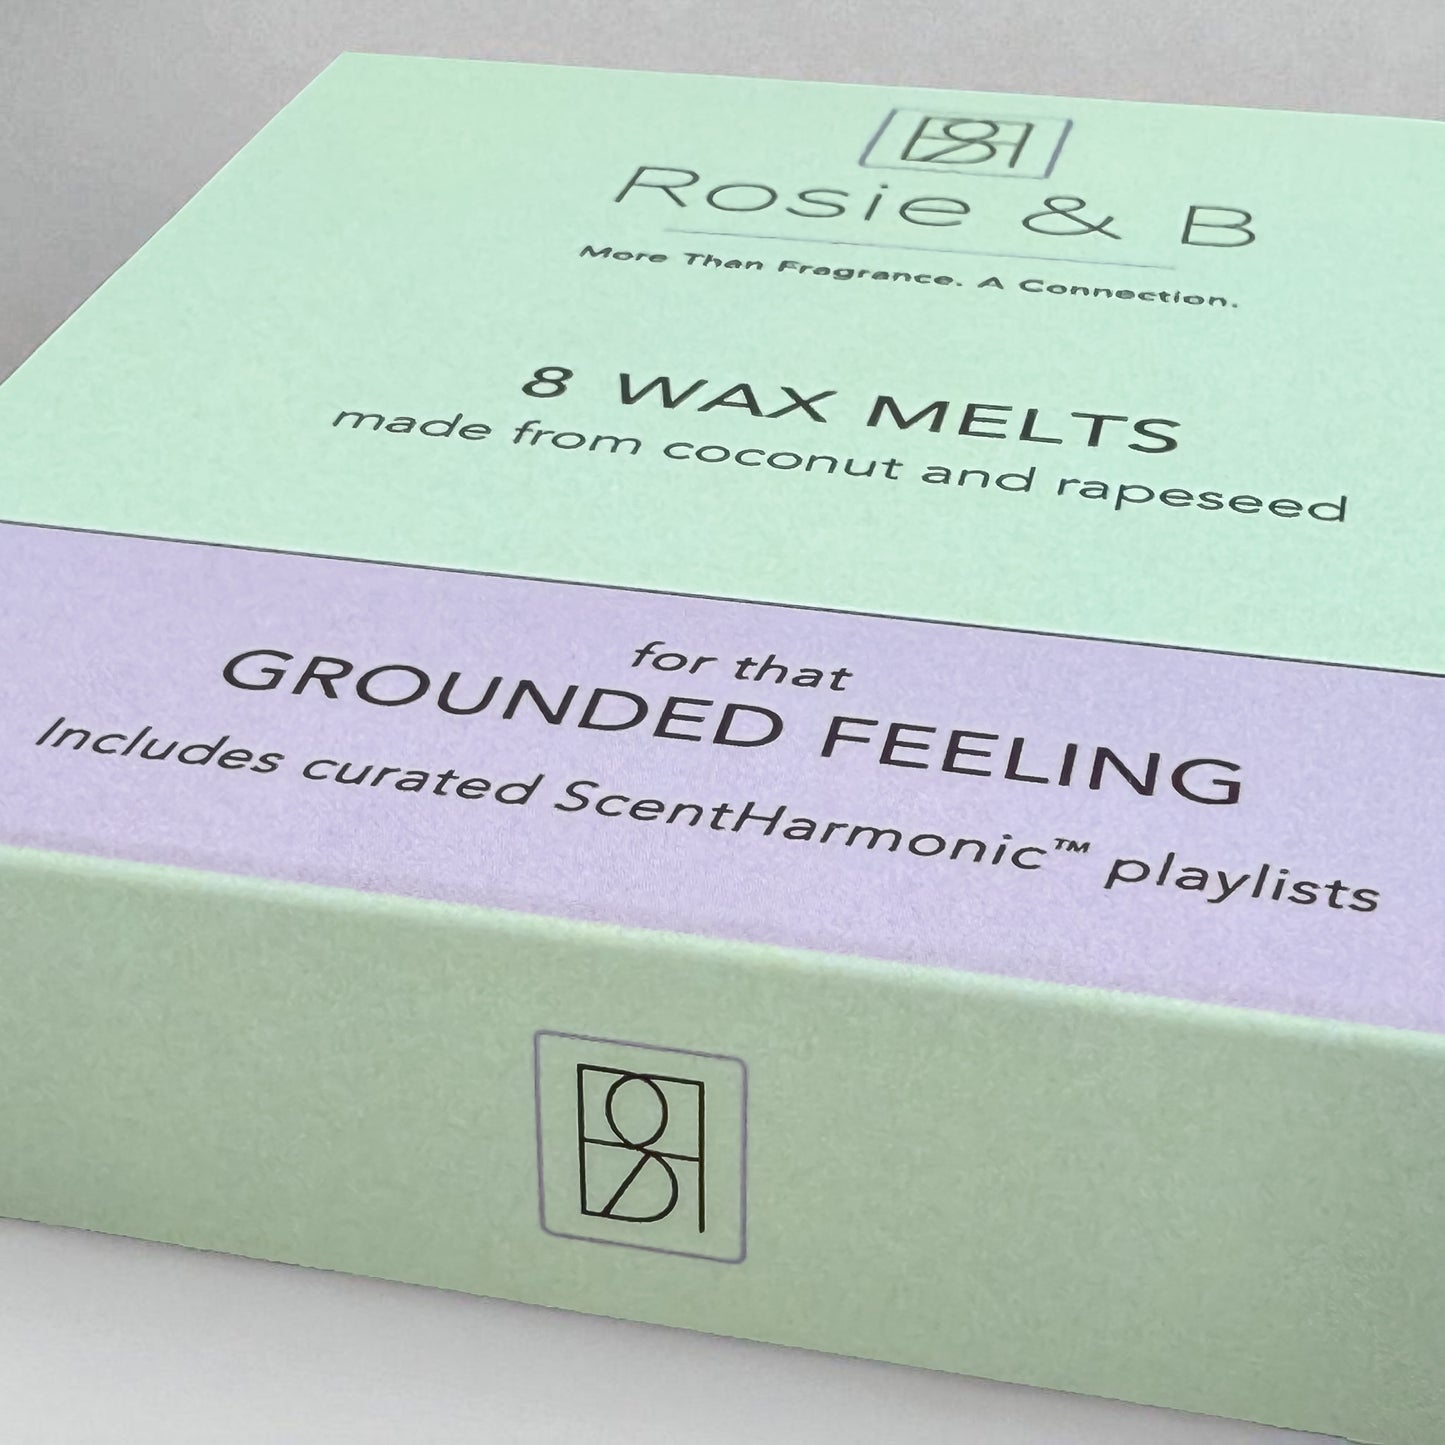 Rosie & B
More Than Fragrance. A Connection.
8 WAX MELTS
made from coconut and rapeseed
for that
GROUNDED FEELING
Includes curated ScentHarmonic™ playlists